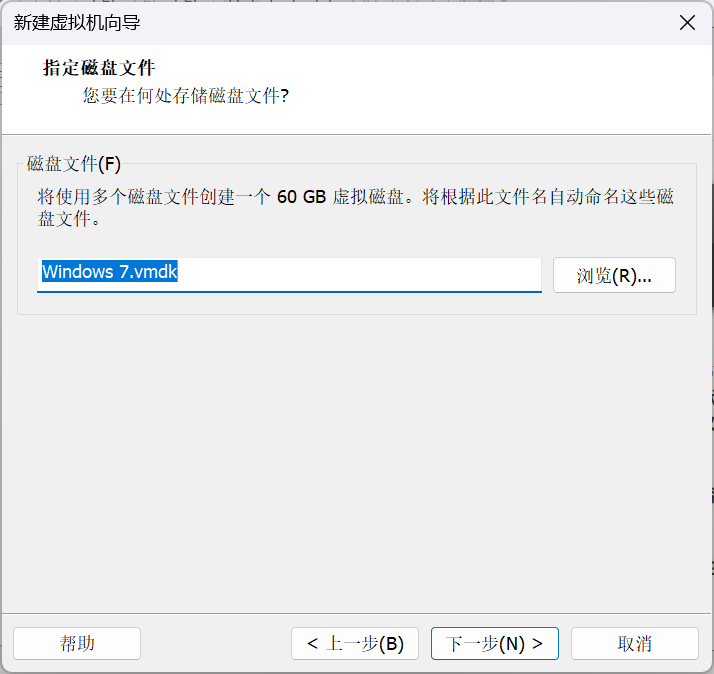 新建虚拟机向导
指定磁盘文件
您要在何处存储磁盘文件?
磁盘文件(F)
将使用多个磁盘文件创建一个 60 GB 虚拟磁盘。将根据此文件名自动命名这些磁
盘文件。
Windows 7.vmdk
浏览(R)...
帮助
< 上一步(B)
下一步(N) >
取消